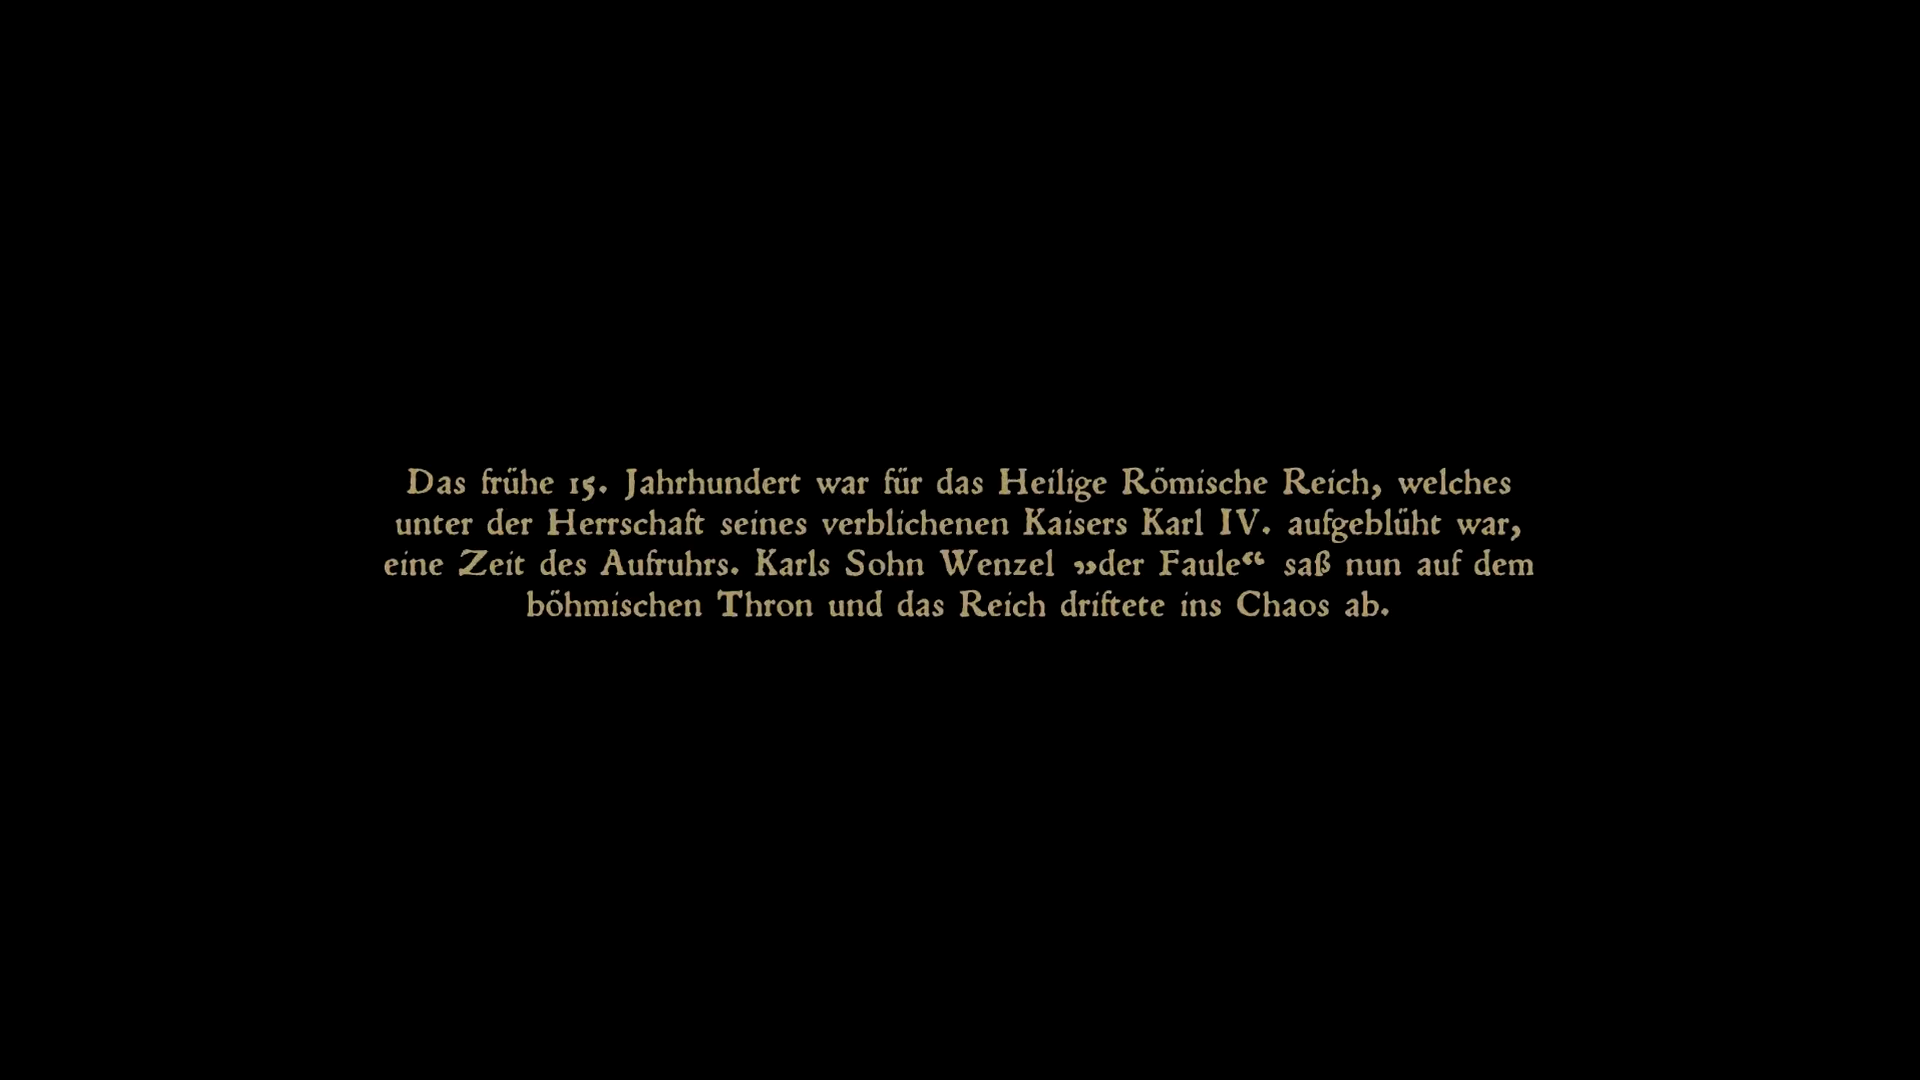 Das frühe 15. Jahrhundert war für das Heilige Römische Reich, welches
unter der Herrschaft seines verblichenen Kaisers Karl IV. aufgeblüht war,
eine Zeit des Aufruhrs. Karls Sohn Wenzel »der Faule“ saß nun auf dem
böhmischen Thron und das Reich driftete ins Chaos ab.